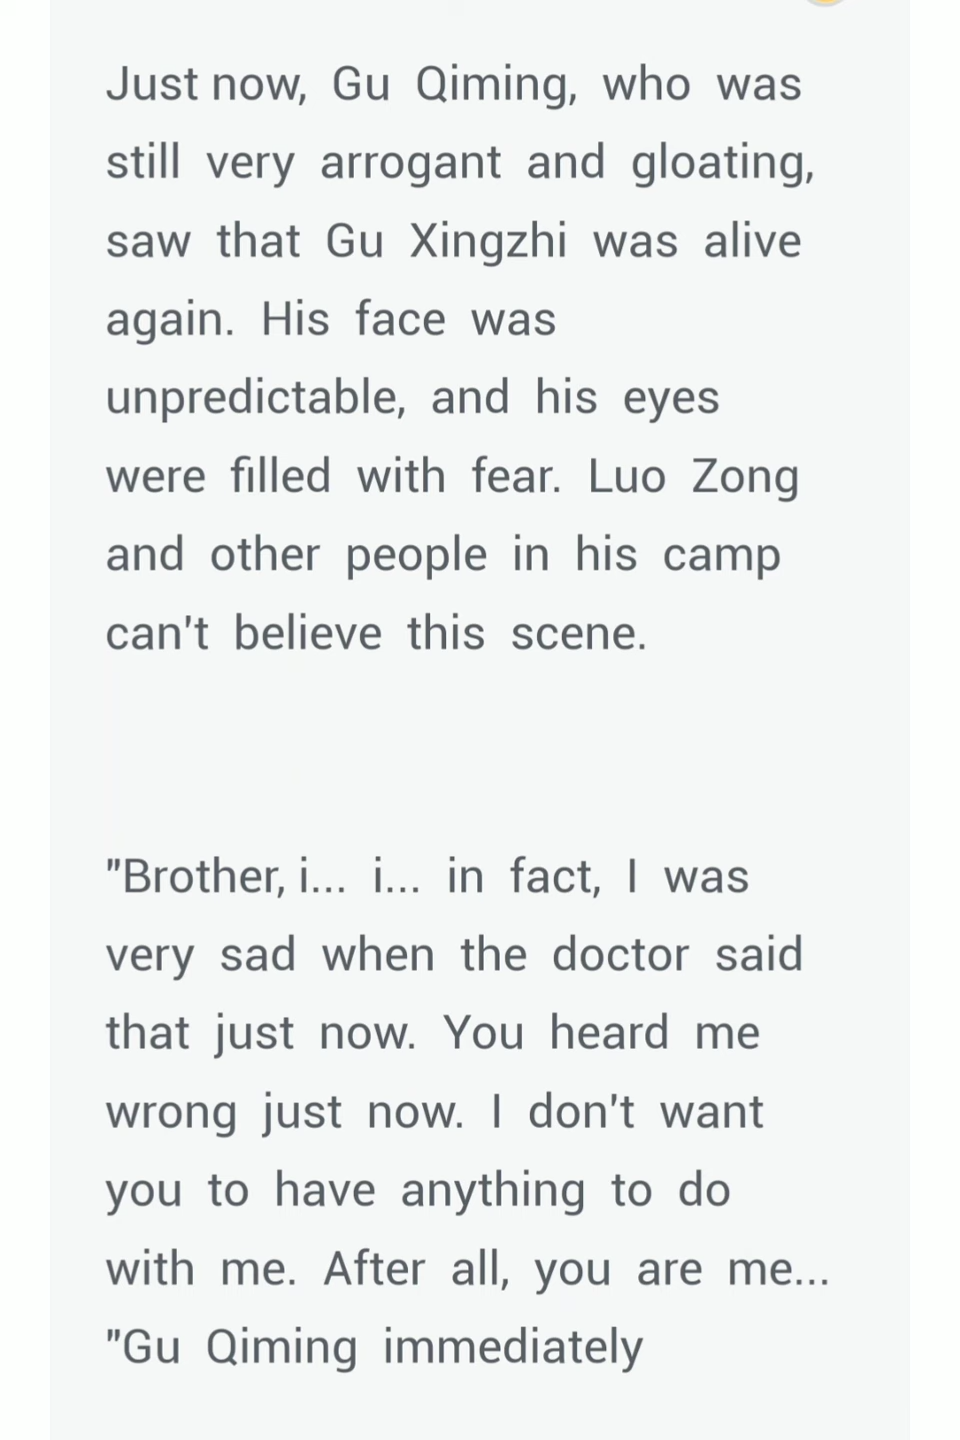 Just now, Gu Qiming, who was
still very arrogant and gloating,
saw that Gu Xingzhi was alive
again. His face was
unpredictable, and his eyes
were filled with fear. Luo Zong
and other people in his camp
can't believe this scene.
"Brother, i... i... in fact, I was
very sad when the doctor said
that just now. You heard me
wrong just now. I don't want
you to have anything to do
with me. After all, you are me...
"Gu Qiming immediately